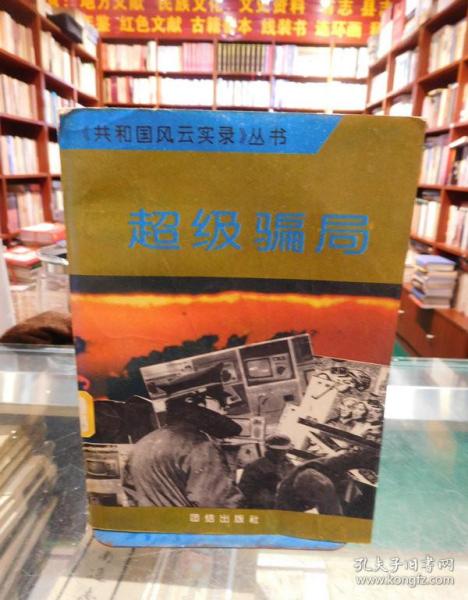 地方文献 民族文化 文史资料 县志
红色文献 古籍善本 线装书 连环画
《共和国风云实录》丛书
超级骗局
团结出版社
孔夫子旧书网
www.kongfz.com